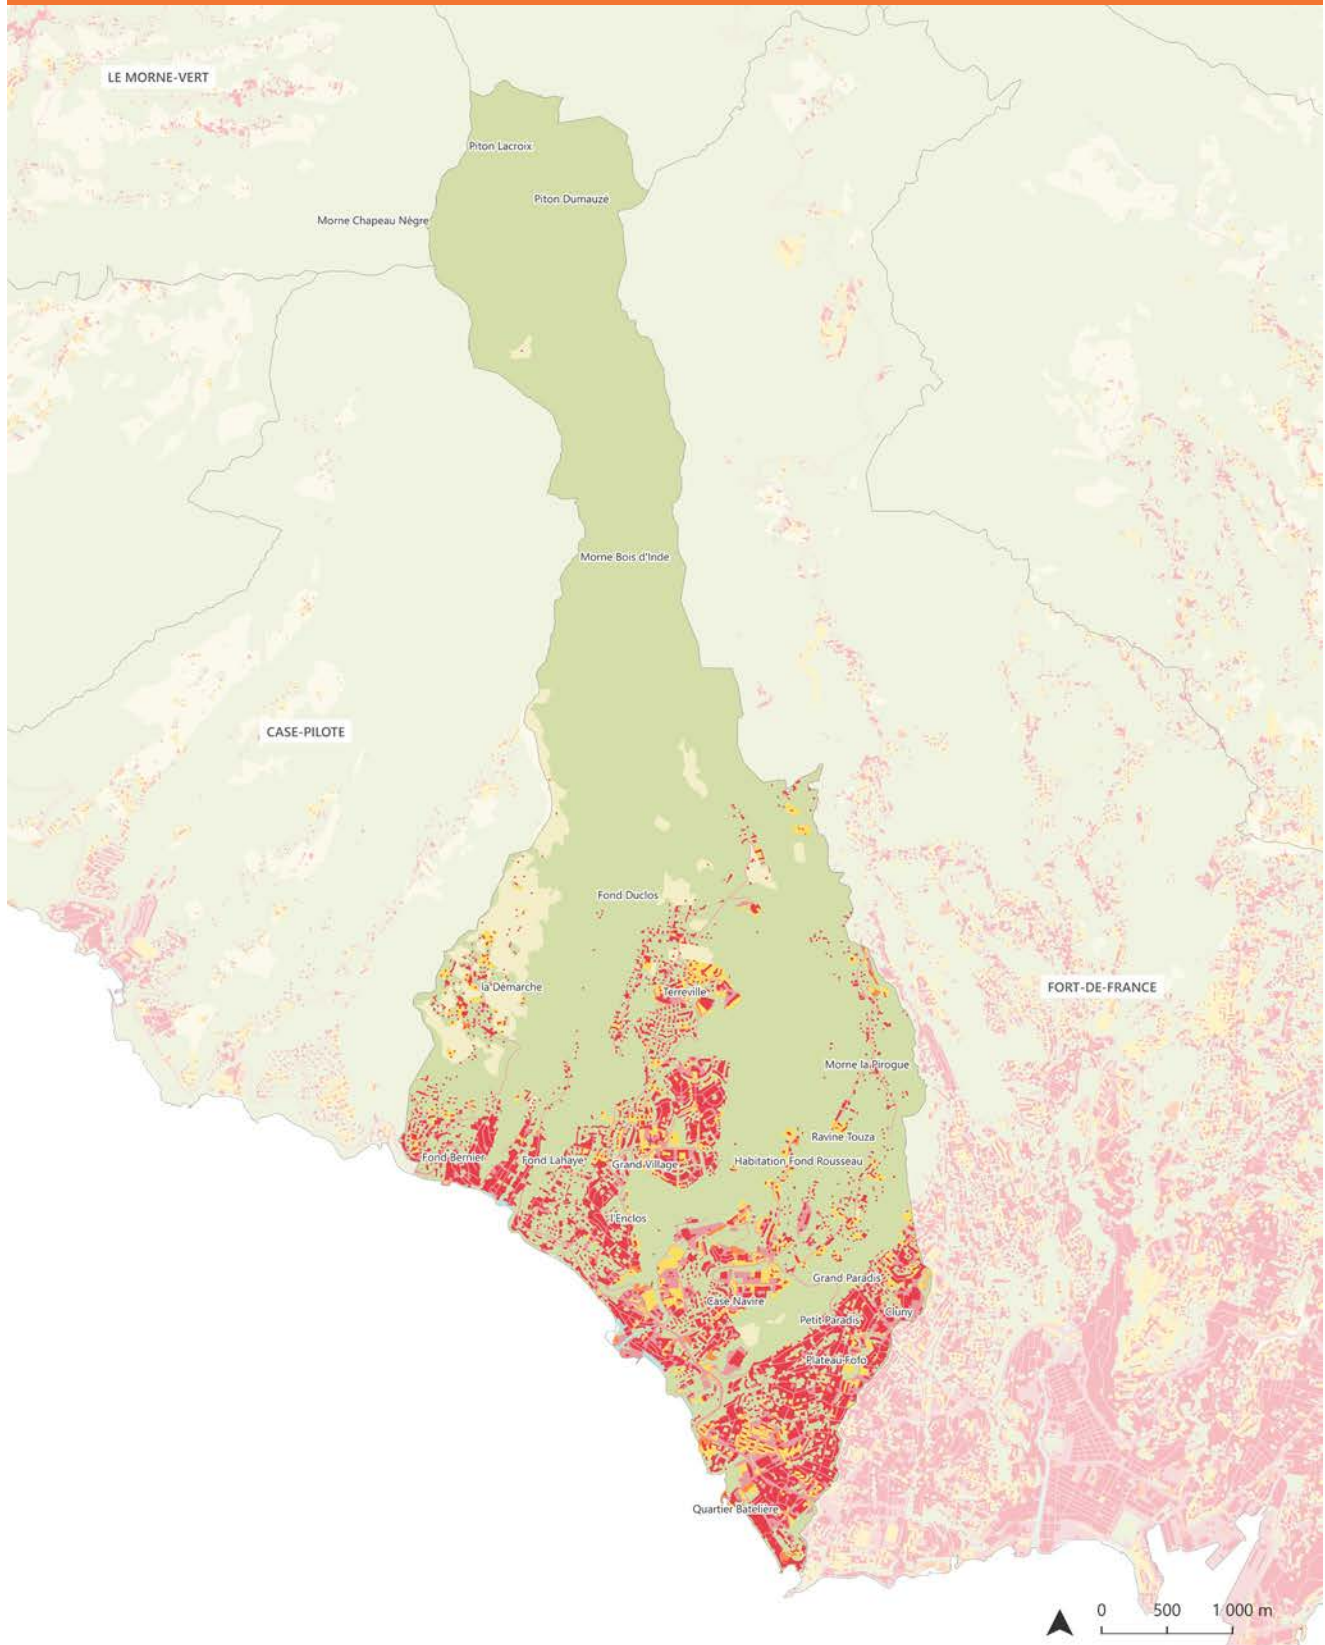 LE MORNE-VERT
Piton Lacroix
Piton Dumauzé
Morne Chapeau Nègre
Morne Bois d'Inde
CASE-PILOTE
Fond Duclos
la Démarche
Terreville
FORT-DE-FRANCE
Morne la Pirogue
Ravine Touza
Fond Bernier
Fond Lahaye
Grand Village
Habitation Fond Rousseau
l'Enclos
Grand Paradis
Case Navire
Cluny
Petit Paradis
Plateau Fofo
Quartier Batelière
0 500 1 000 m